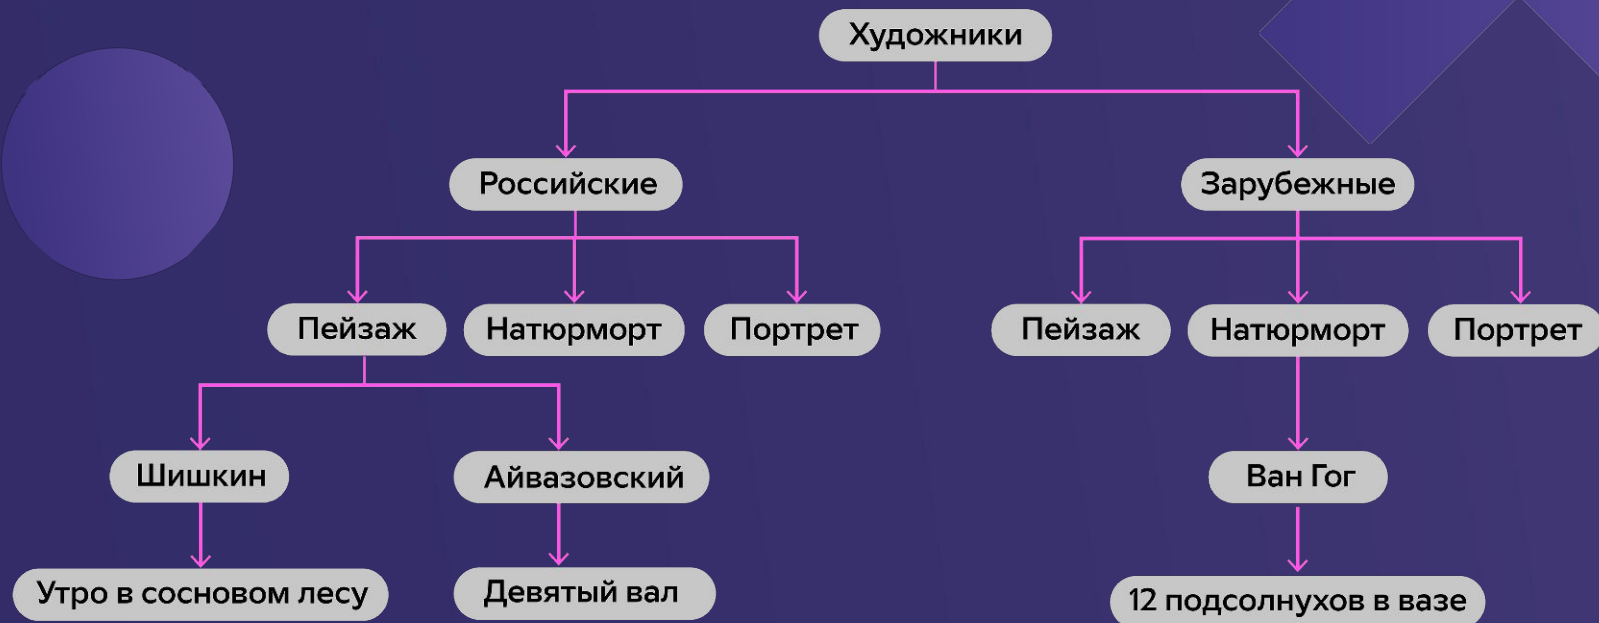 Художники
Российские
Зарубежные
Пейзаж
Натюрморт
Портрет
Пейзаж
Натюрморт
Портрет
Шишкин
Айвазовский
Ван Гог
Утро в сосновом лесу
Девятый вал
12 подсолнухов в вазе